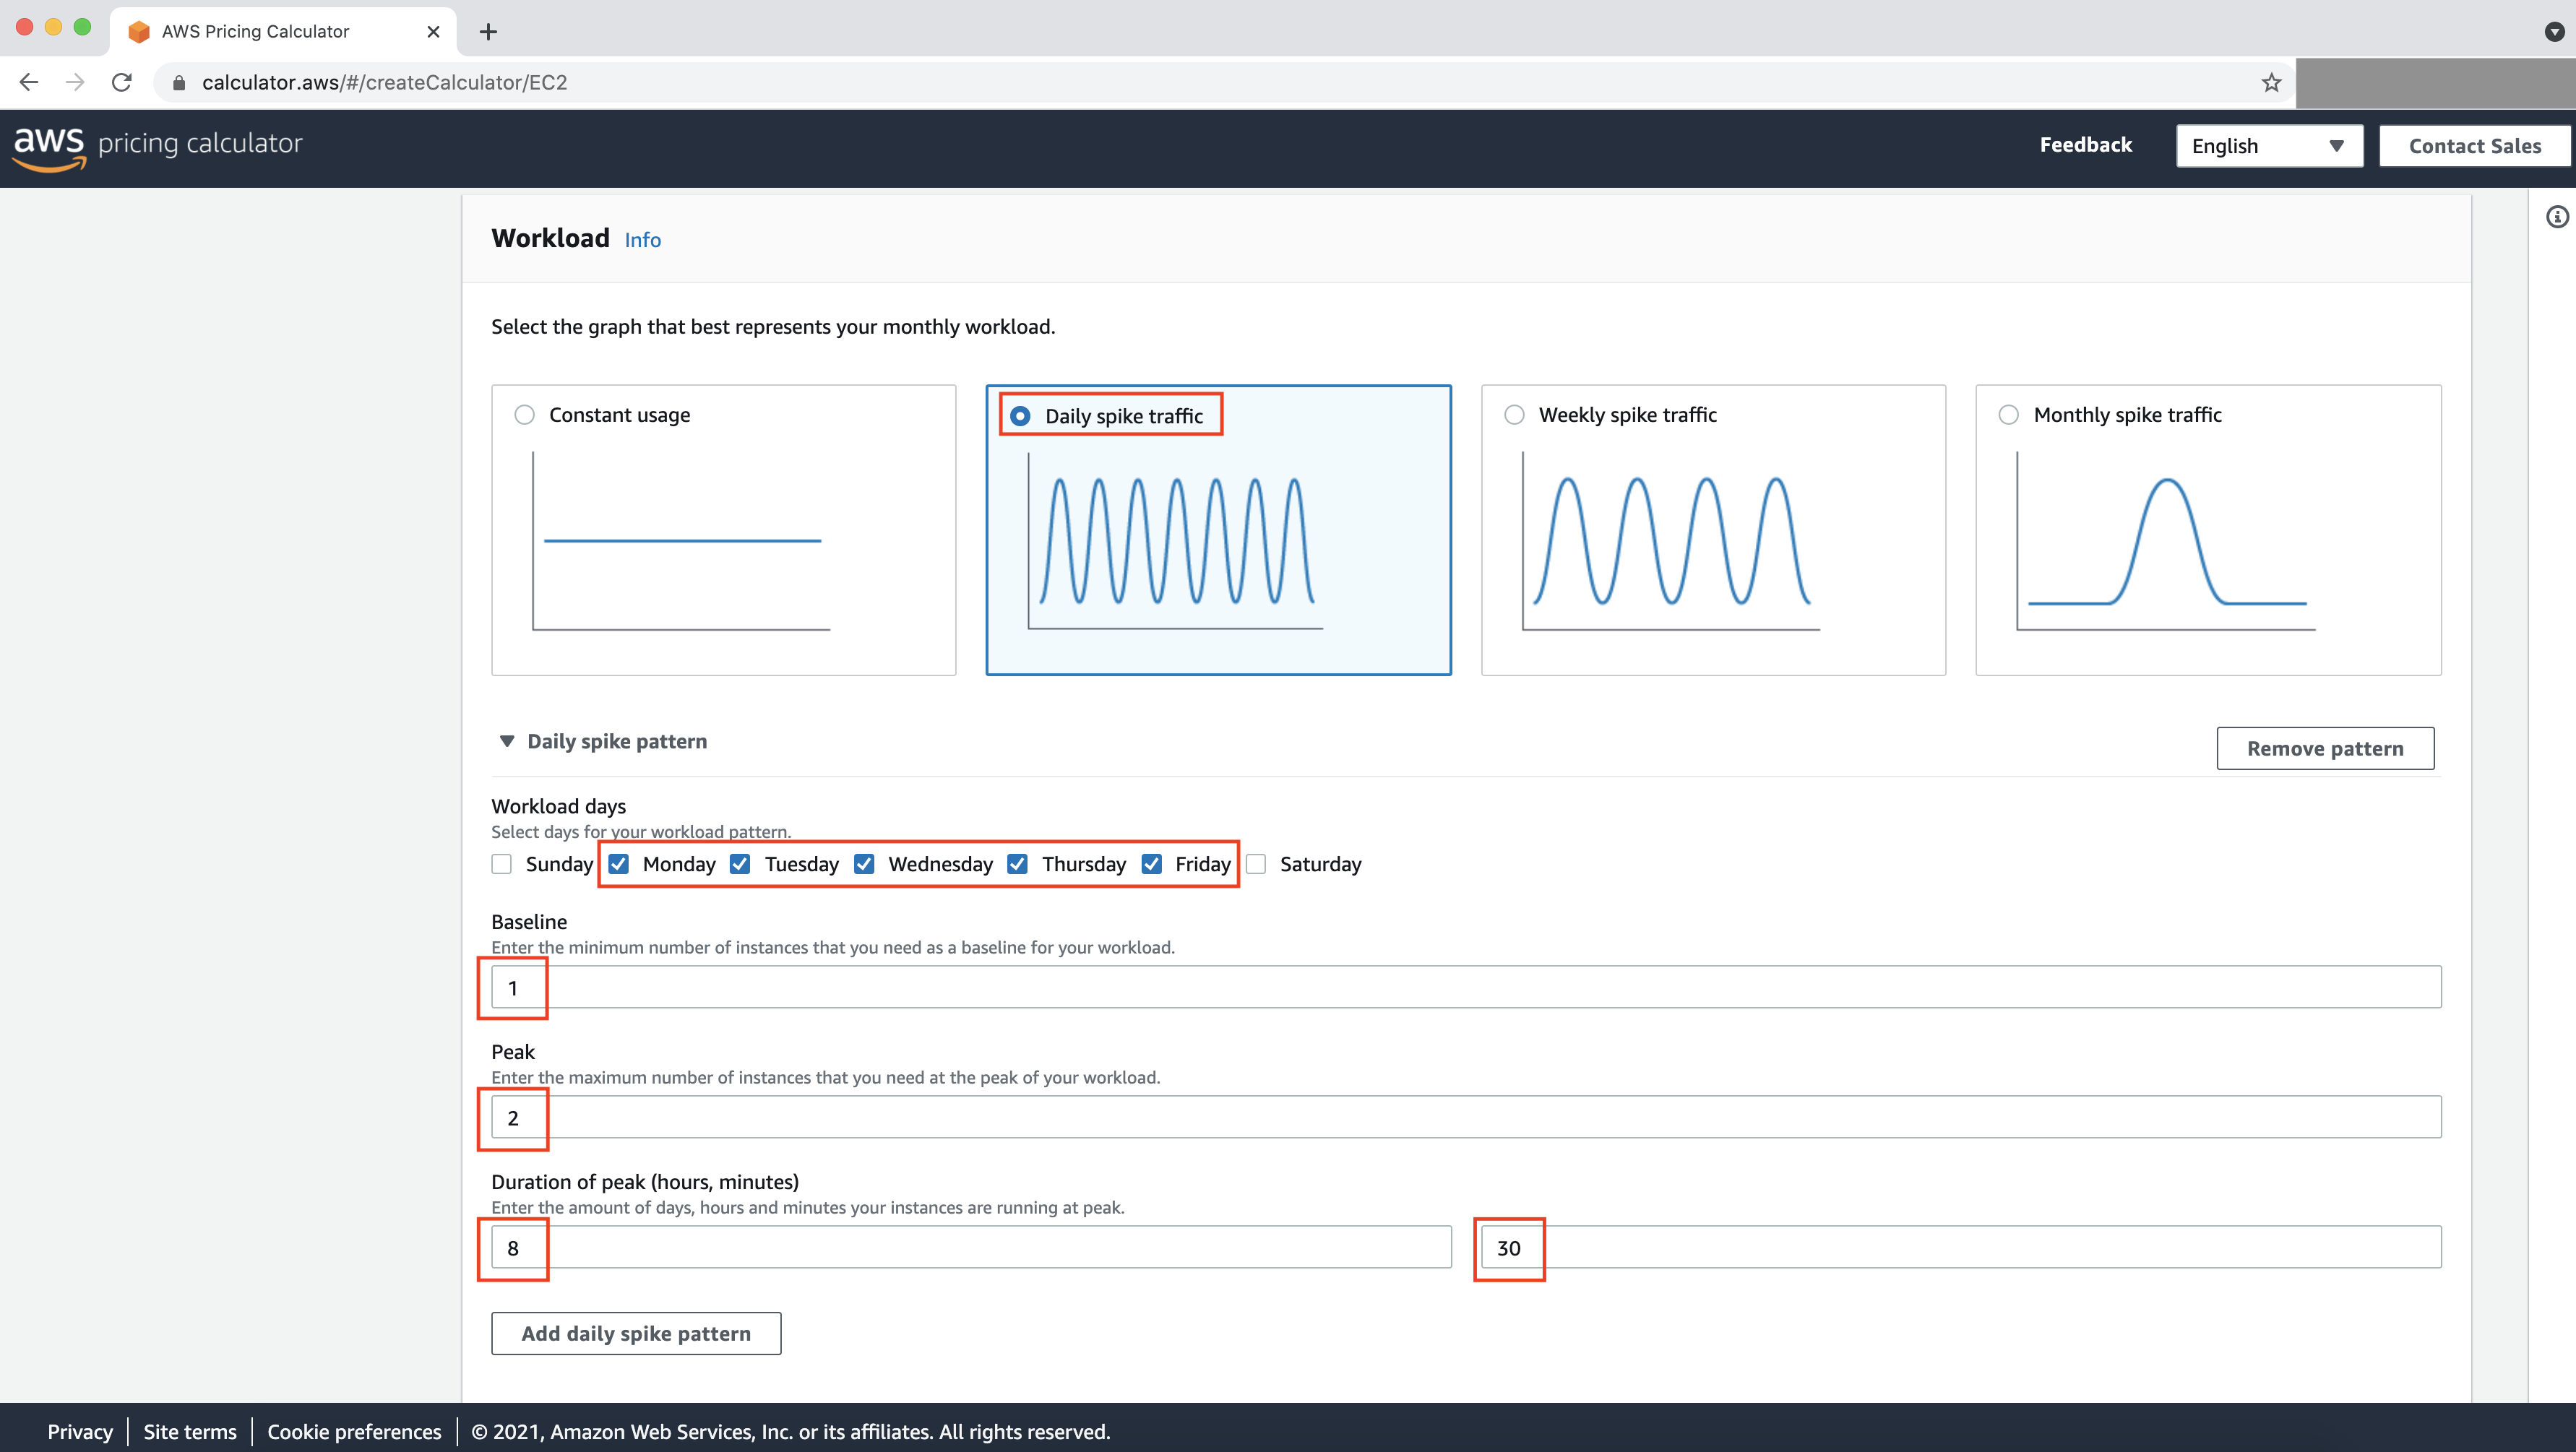 AWS Pricing Calculator
calculator.aws/#/createCalculator/EC2
aws pricing calculator
Feedback
English
Contact Sales
Workload Info
Select the graph that best represents your monthly workload.
Constant usage
Daily spike traffic
Weekly spike traffic
Monthly spike traffic
Daily spike pattern
Remove pattern
Workload days
Select days for your workload pattern.
Sunday Monday Tuesday Wednesday Thursday Friday Saturday
Baseline
Enter the minimum number of instances that you need as a baseline for your workload.
1
Peak
Enter the maximum number of instances that you need at the peak of your workload.
2
Duration of peak (hours, minutes)
Enter the amount of days, hours and minutes your instances are running at peak.
8
30
Add daily spike pattern
Privacy Site terms Cookie preferences © 2021, Amazon Web Services, Inc. or its affiliates. All rights reserved.